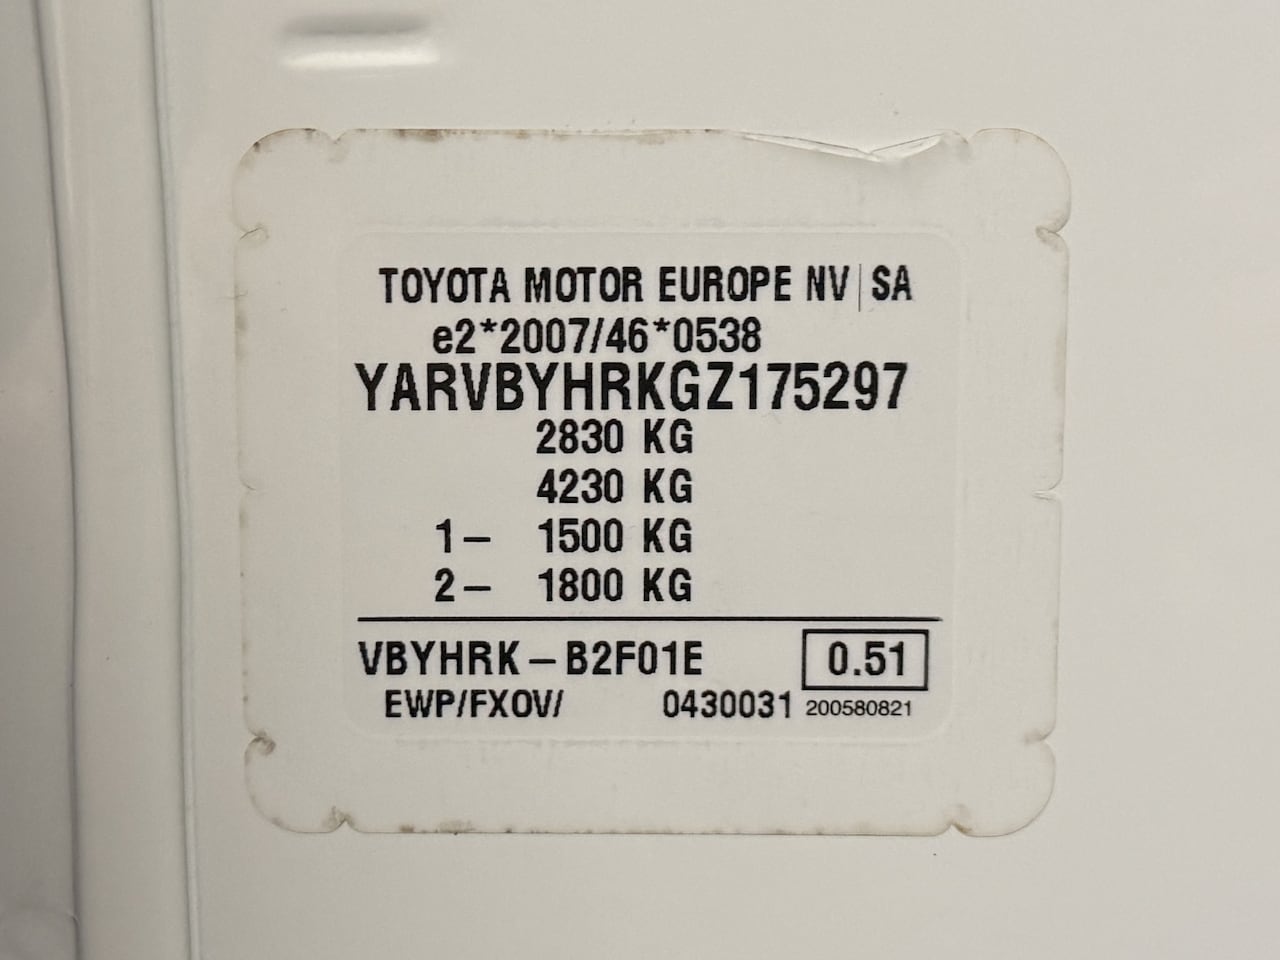 TOYOTA MOTOR EUROPE NV|SA
e2*2007/46*0538
YARVBYHRKGZ175297
2830 KG
4230 KG
1– 1500 KG
2– 1800 KG
VBYHRK–B2F01E 0.51
EWP/FXOV/ 0430031 200580821